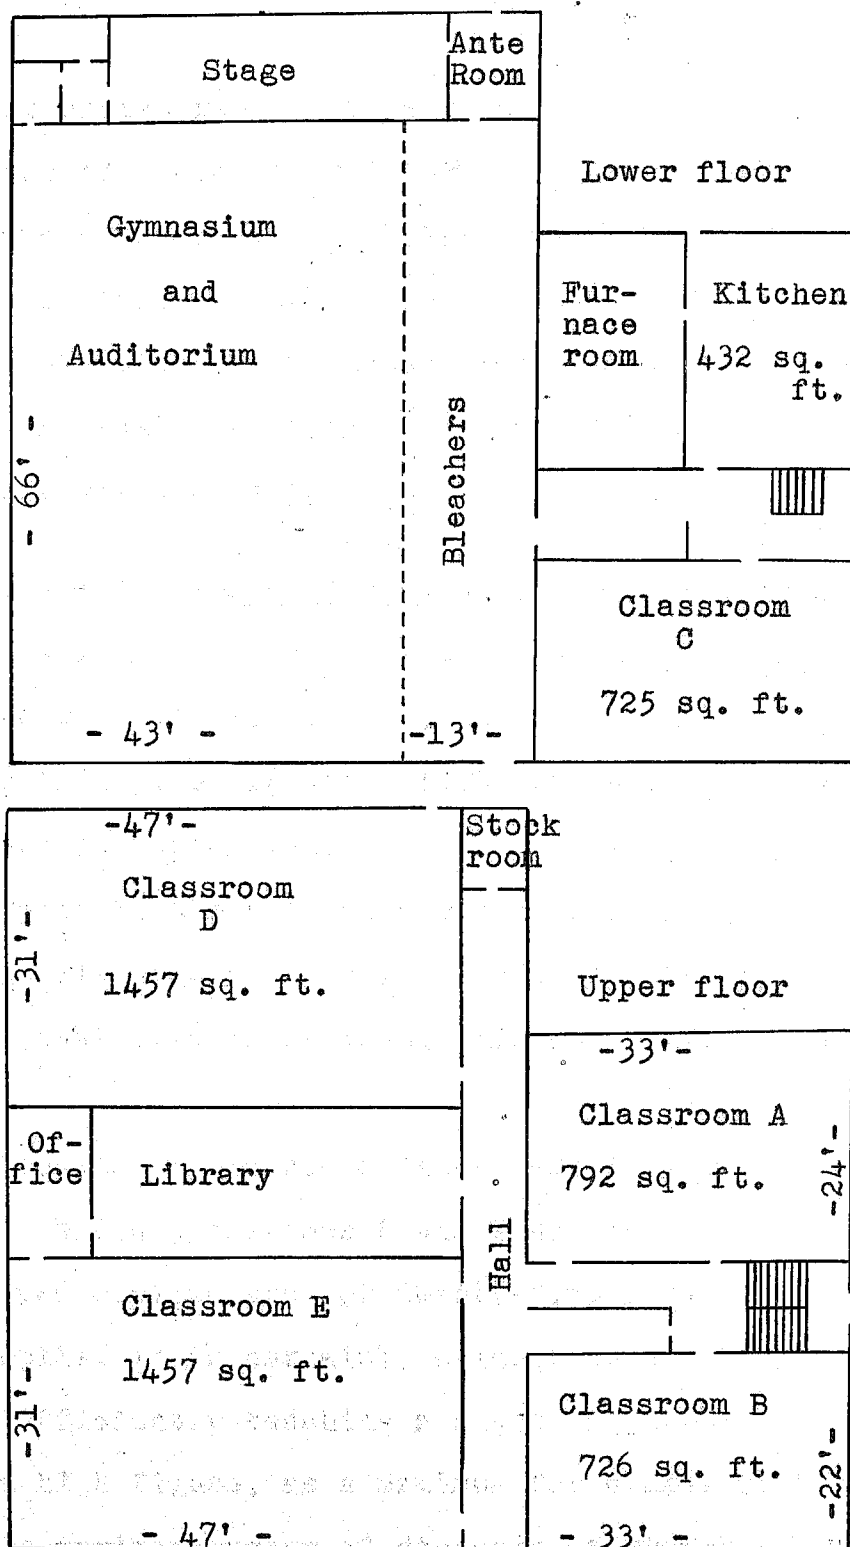 Stage
Ante
Room
Lower floor
Gymnasium
and
Auditorium
Fur-
nace
room
Kitchen
432 sq.
ft.
- 66' -
Bleachers
Classroom
C
725 sq. ft.
- 43' -
-13'-
-47'-
Stock
room
Classroom
D
-31'-
1457 sq. ft.
Upper floor
-33'-
Classroom A
792 sq. ft.
-24'-
Of-
fice
Library
Hall
Classroom E
1457 sq. ft.
-31'-
Classroom B
726 sq. ft.
-22'-
- 47' -
- 33' -